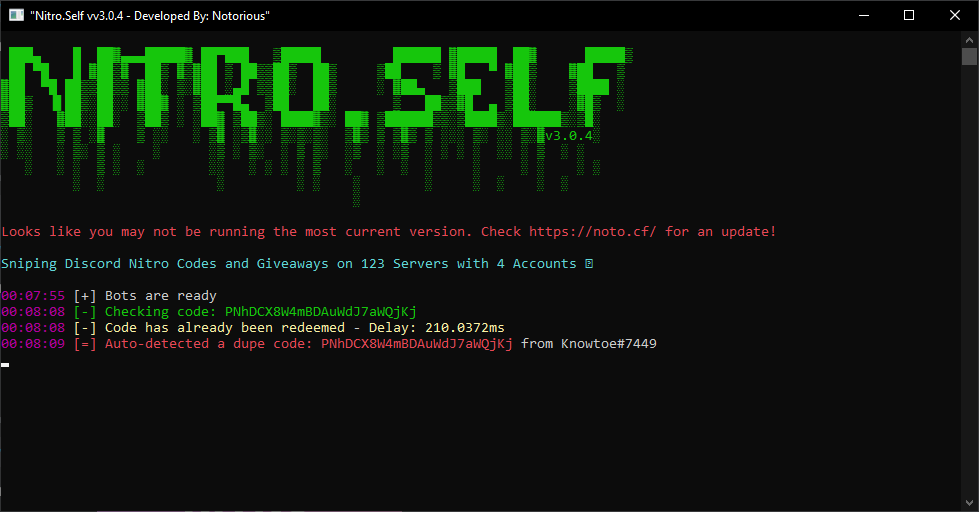 "Nitro.Self vv3.0.4 - Developed By: Notorious"
NITRO.SELF
v3.0.4
Looks like you may not be running the most current version. Check https://noto.cf/ for an update!
Sniping Discord Nitro Codes and Giveaways on 123 Servers with 4 Accounts
00:07:55 [+] Bots are ready
00:08:08 [-] Checking code: PNhDCX8W4mBDAuWdJ7aWQjKj
00:08:08 [-] Code has already been redeemed - Delay: 210.0372ms
00:08:09 [=] Auto-detected a dupe code: PNhDCX8W4mBDAuWdJ7aWQjKj from Knowtoe#7449